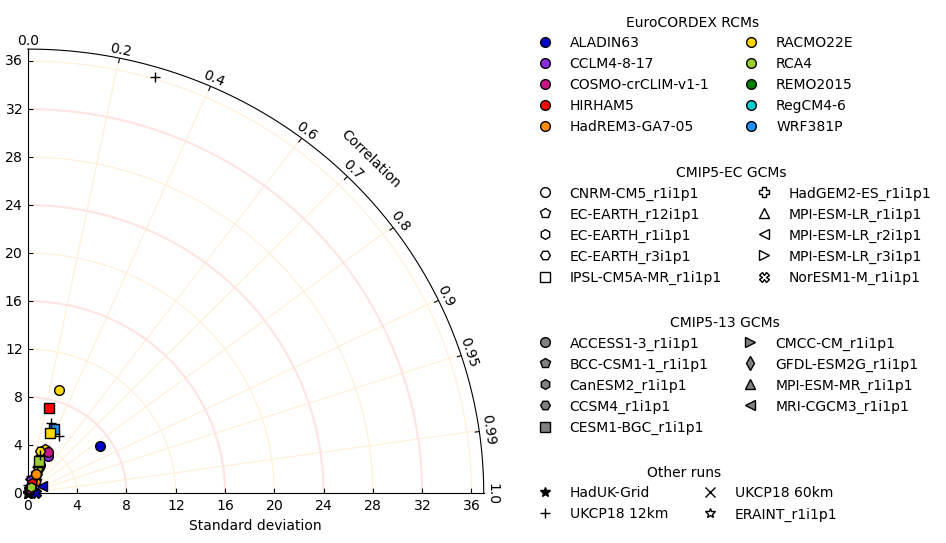 0.0
0.2
0.4
0.6
0.7
0.8
0.9
0.95
0.99
1.0
Correlation
36
32
28
24
20
16
12
8
4
0
0 4 8 12 16 20 24 28 32 36
Standard deviation
EuroCORDEX RCMs
ALADIN63 RACMO22E
CCLM4-8-17 RCA4
COSMO-crCLIM-v1-1 REMO2015
HIRHAM5 RegCM4-6
HadREM3-GA7-05 WRF381P
CMIP5-EC GCMs
CNRM-CM5_r1i1p1 HadGEM2-ES_r1i1p1
EC-EARTH_r12i1p1 MPI-ESM-LR_r1i1p1
EC-EARTH_r1i1p1 MPI-ESM-LR_r2i1p1
EC-EARTH_r3i1p1 MPI-ESM-LR_r3i1p1
IPSL-CM5A-MR_r1i1p1 NorESM1-M_r1i1p1
CMIP5-13 GCMs
ACCESS1-3_r1i1p1 CMCC-CM_r1i1p1
BCC-CSM1-1_r1i1p1 GFDL-ESM2G_r1i1p1
CanESM2_r1i1p1 MPI-ESM-MR_r1i1p1
CCSM4_r1i1p1 MRI-CGCM3_r1i1p1
CESM1-BGC_r1i1p1
Other runs
HadUK-Grid UKCP18 60km
UKCP18 12km ERAINT_r1i1p1